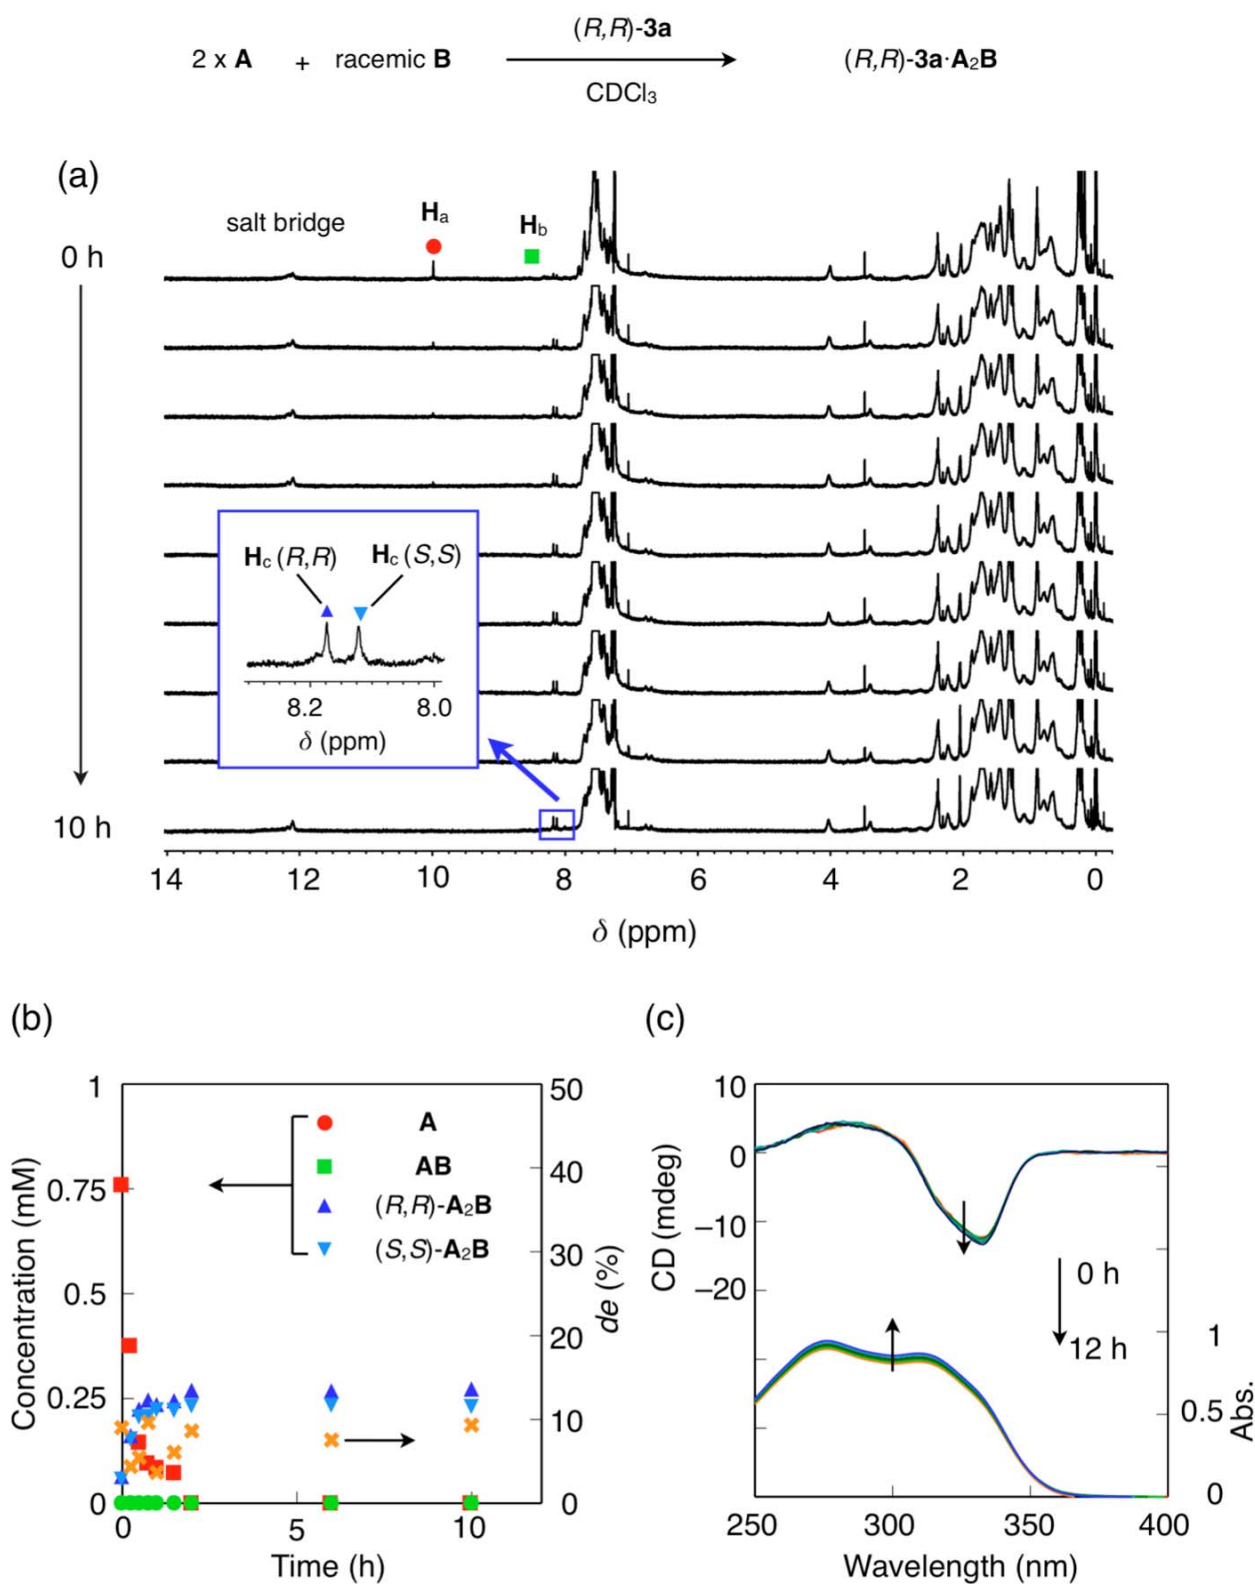 (R,R)-3a
2 x A + racemic B (R,R)-3a·A₂B
CDCl₃
(a)
salt bridge Hₐ Hb
0 h
Hc (R,R) Hc (S,S)
8.2 8.0
δ (ppm)
10 h
14 12 10 8 6 4 2 0
δ (ppm)
(b)
1 0.75 0.5 0.25 0
Concentration (mM)
50 40 30 20 10 0
de (%)
A
AB
(R,R)-A₂B
(S,S)-A₂B
0 5 10
Time (h)
(c)
10 0 −10 −20
CD (mdeg)
0 h
12 h
1 0.5 0
Abs.
250 300 350 400
Wavelength (nm)